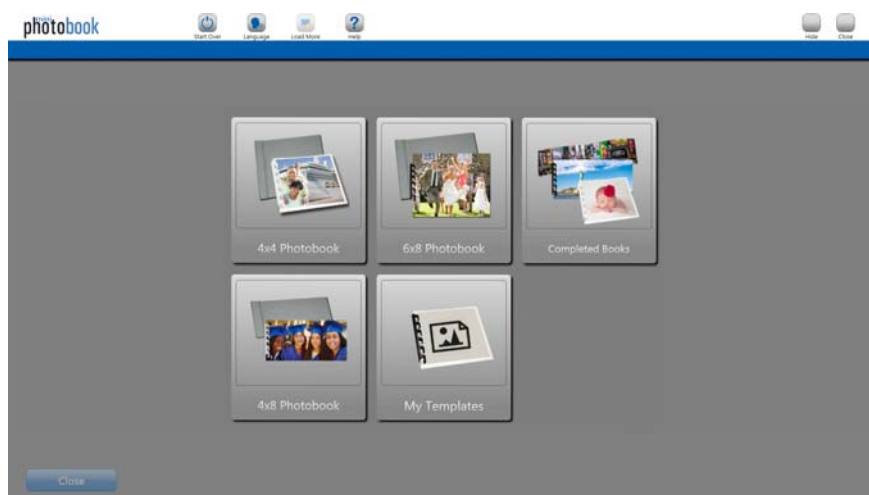 mini
photobook
Start Over
Language
Load More
Help
Hide
Close
4x4 Photobook
6x8 Photobook
Completed Books
4x8 Photobook
My Templates
Close